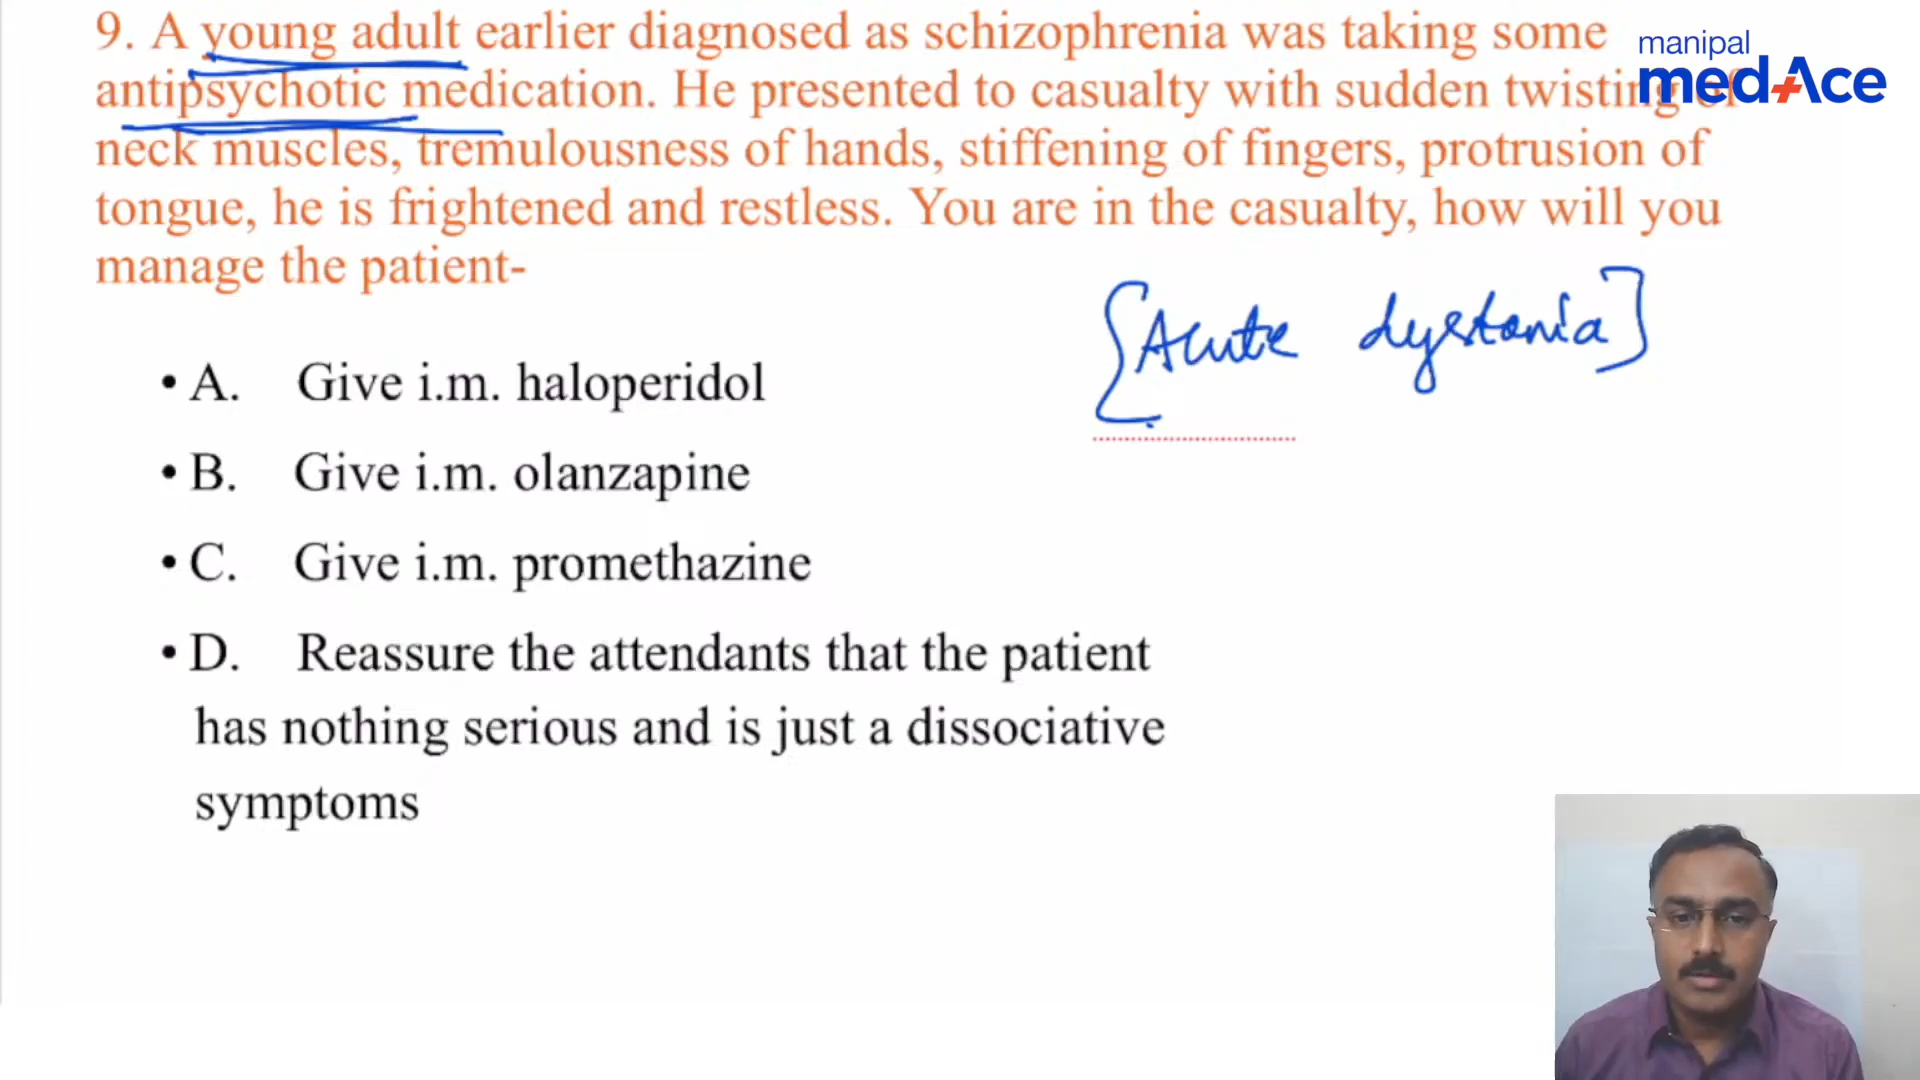 9. A young adult earlier diagnosed as schizophrenia was taking some
manipal
medAce
antipsychotic medication. He presented to casualty with sudden twisting of
neck muscles, tremulousness of hands, stiffening of fingers, protrusion of
tongue, he is frightened and restless. You are in the casualty, how will you
manage the patient-
[Acute dystonia]
• A. Give i.m. haloperidol
• B. Give i.m. olanzapine
• C. Give i.m. promethazine
• D. Reassure the attendants that the patient
has nothing serious and is just a dissociative
symptoms